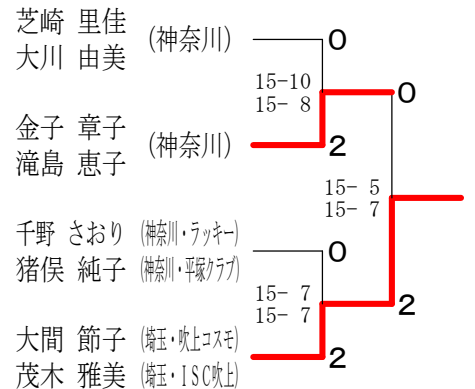 芝崎 里佳 (神奈川) 0
大川 由美
15-10
15- 8
0
金子 章子 (神奈川) 2
滝島 恵子
15- 5
15- 7
千野 さおり (神奈川・ラッキー) 0
猪俣 純子 (神奈川・平塚クラブ)
15- 7
15- 7
2
大間 節子 (埼玉・吹上コスモ) 2
茂木 雅美 (埼玉・ISC吹上)